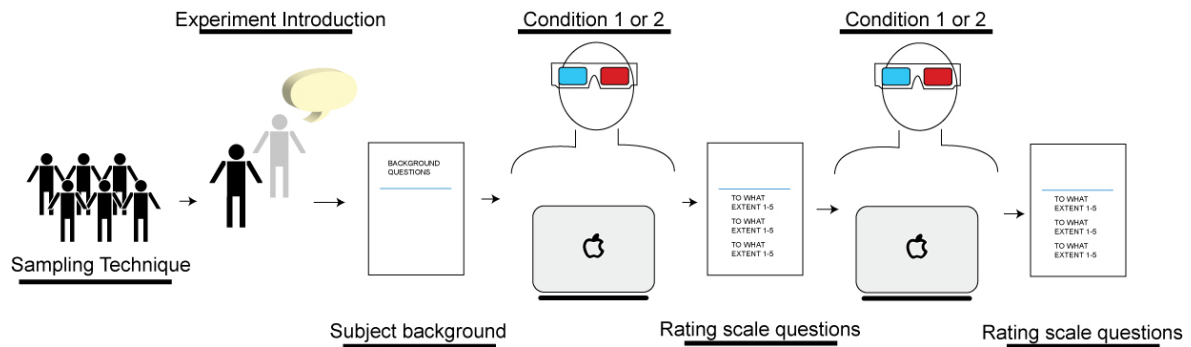 Experiment Introduction
Condition 1 or 2
Condition 1 or 2
BACKGROUND
QUESTIONS
TO WHAT
EXTENT 1-5
TO WHAT
EXTENT 1-5
TO WHAT
EXTENT 1-5
TO WHAT
EXTENT 1-5
TO WHAT
EXTENT 1-5
TO WHAT
EXTENT 1-5
Sampling Technique
Subject background
Rating scale questions
Rating scale questions